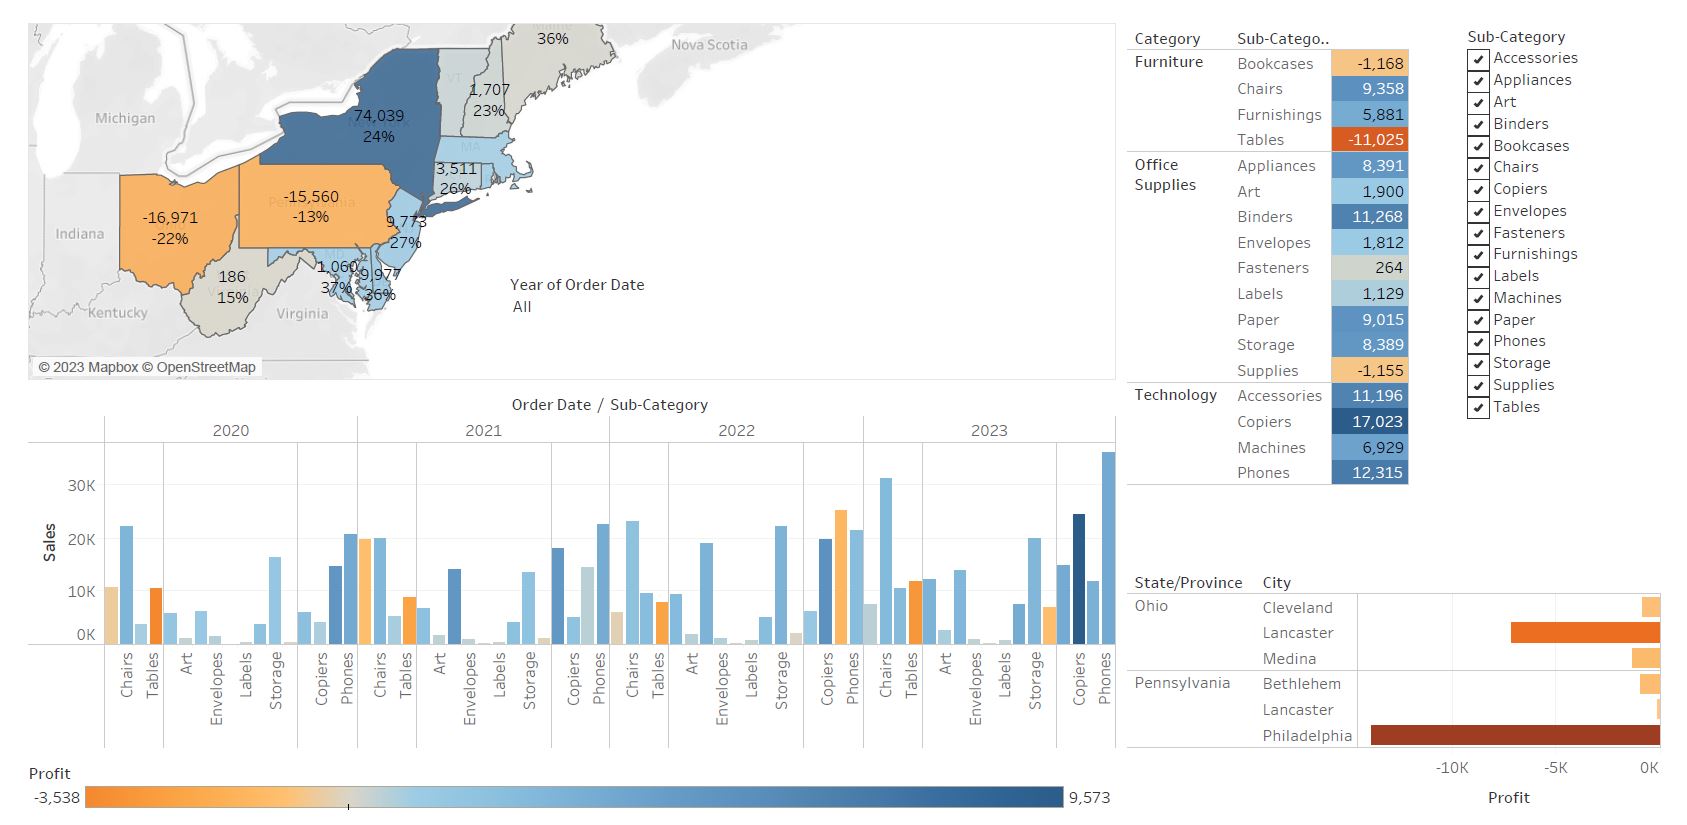 36%
Nova Scotia
Michigan
VT
1,707
23%
74,039
24%
MA
3,511
26%
-15,560
-13%
-16,971
-22%
9,773
27%
Indiana
186
15%
1,060
37%
9,977
36%
Kentucky
Virginia
© 2023 Mapbox © OpenStreetMap
Year of Order Date
All
Category Sub-Catego..
Furniture Bookcases -1,168
Chairs 9,358
Furnishings 5,881
Tables -11,025
Office Supplies Appliances 8,391
Art 1,900
Binders 11,268
Envelopes 1,812
Fasteners 264
Labels 1,129
Paper 9,015
Storage 8,389
Supplies -1,155
Technology Accessories 11,196
Copiers 17,023
Machines 6,929
Phones 12,315
Sub-Category
Accessories
Appliances
Art
Binders
Bookcases
Chairs
Copiers
Envelopes
Fasteners
Furnishings
Labels
Machines
Paper
Phones
Storage
Supplies
Tables
Order Date / Sub-Category
2020 2021 2022 2023
Sales
30K
20K
10K
0K
Chairs Tables Art Envelopes Labels Storage Copiers Phones Chairs Tables Art Envelopes Labels Storage Copiers Phones Chairs Tables Art Envelopes Labels Storage Copiers Phones Chairs Tables Art Envelopes Labels Storage Copiers Phones
Profit
-3,538 9,573
State/Province City
Ohio Cleveland
Lancaster
Medina
Pennsylvania Bethlehem
Lancaster
Philadelphia
-10K -5K 0K
Profit